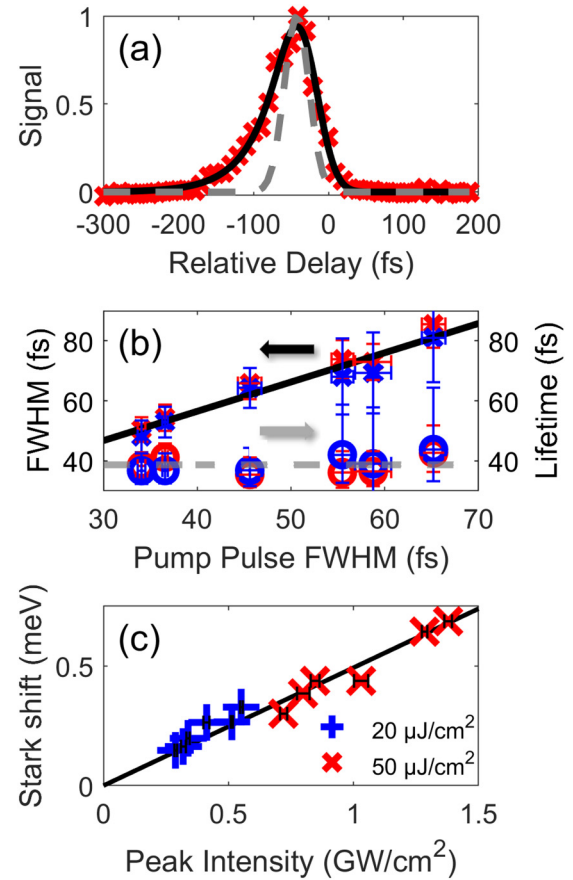 (a)
Signal
1
0.5
0
-300 -200 -100 0 100 200
Relative Delay (fs)
(b)
FWHM (fs)
80
60
40
Lifetime (fs)
80
60
40
30 40 50 60 70
Pump Pulse FWHM (fs)
(c)
Stark shift (meV)
0.5
0
20 µJ/cm²
50 µJ/cm²
0 0.5 1 1.5
Peak Intensity (GW/cm²)